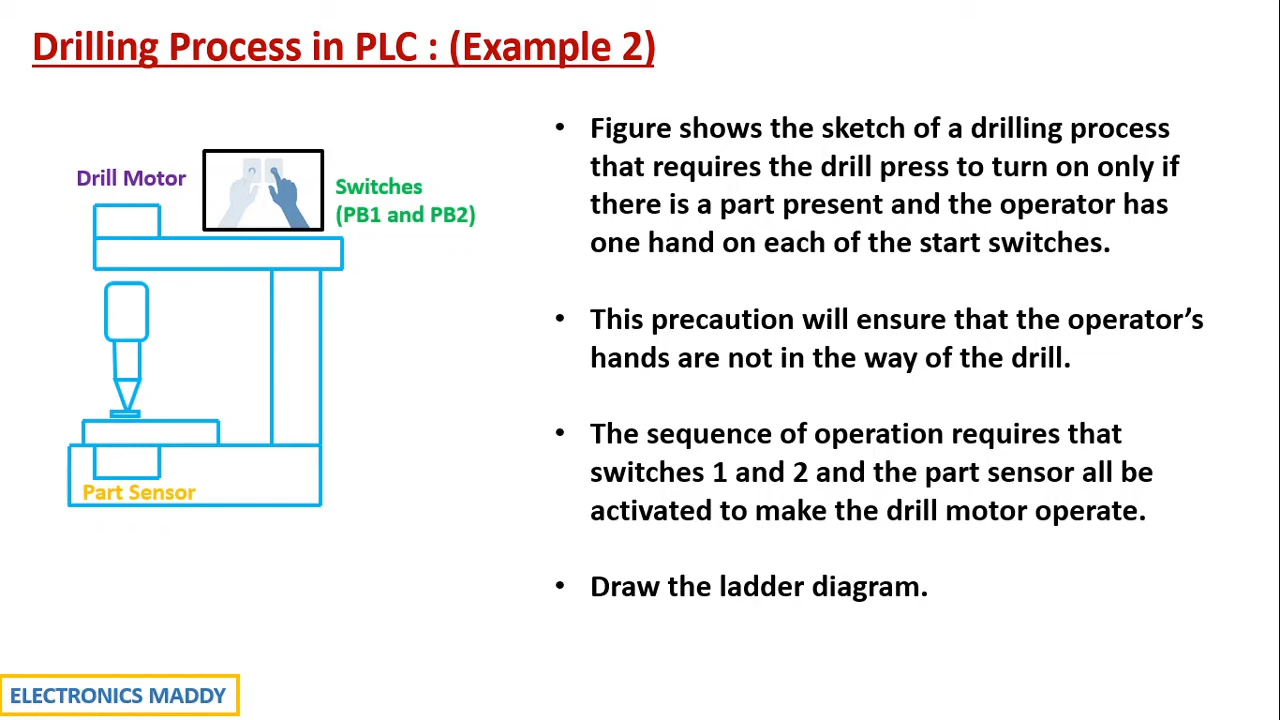 Drilling Process in PLC : (Example 2)
Drill Motor
Switches
(PB1 and PB2)
Part Sensor
• Figure shows the sketch of a drilling process
that requires the drill press to turn on only if
there is a part present and the operator has
one hand on each of the start switches.
• This precaution will ensure that the operator’s
hands are not in the way of the drill.
• The sequence of operation requires that
switches 1 and 2 and the part sensor all be
activated to make the drill motor operate.
• Draw the ladder diagram.
ELECTRONICS MADDY